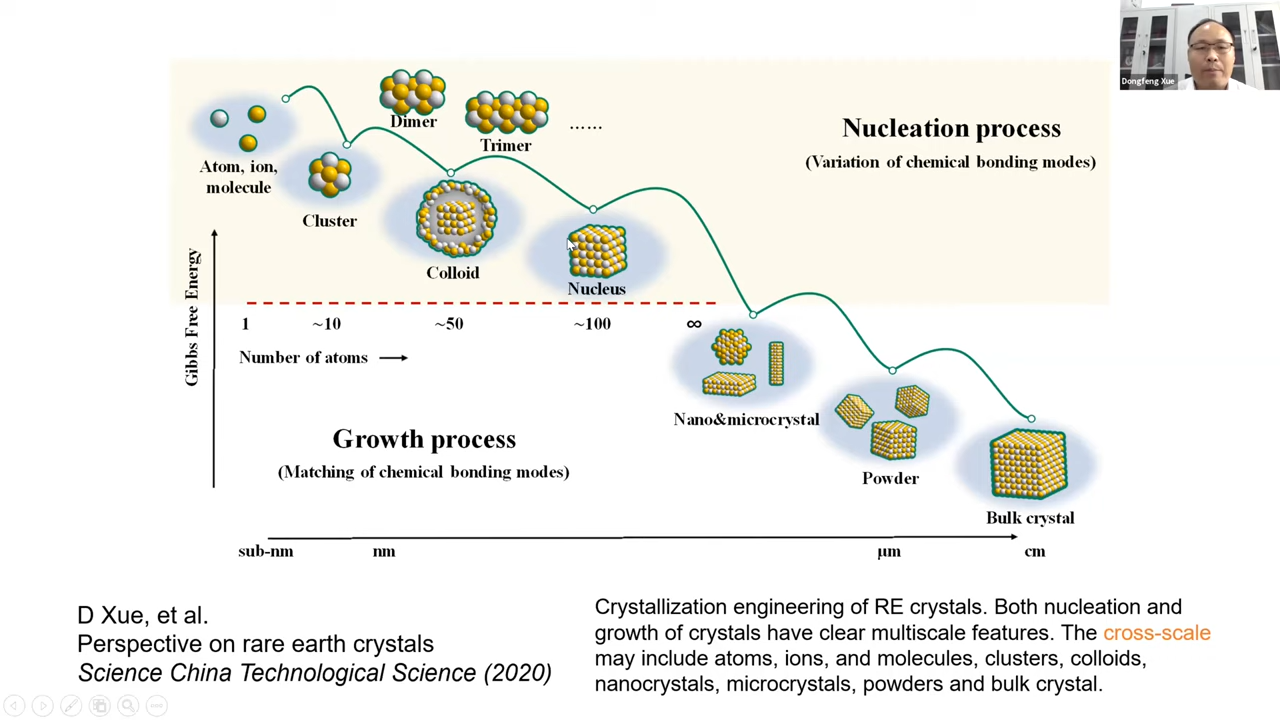 Dongfeng Xue
Dimer
Trimer
......
Nucleation process
(Variation of chemical bonding modes)
Atom, ion,
molecule
Cluster
Colloid
Nucleus
Gibbs Free Energy
1 ~10 ~50 ~100 ∞
Number of atoms
Nano&microcrystal
Growth process
(Matching of chemical bonding modes)
Powder
Bulk crystal
sub-nm nm μm cm
D Xue, et al.
Perspective on rare earth crystals
Science China Technological Science (2020)
Crystallization engineering of RE crystals. Both nucleation and
growth of crystals have clear multiscale features. The cross-scale
may include atoms, ions, and molecules, clusters, colloids,
nanocrystals, microcrystals, powders and bulk crystal.